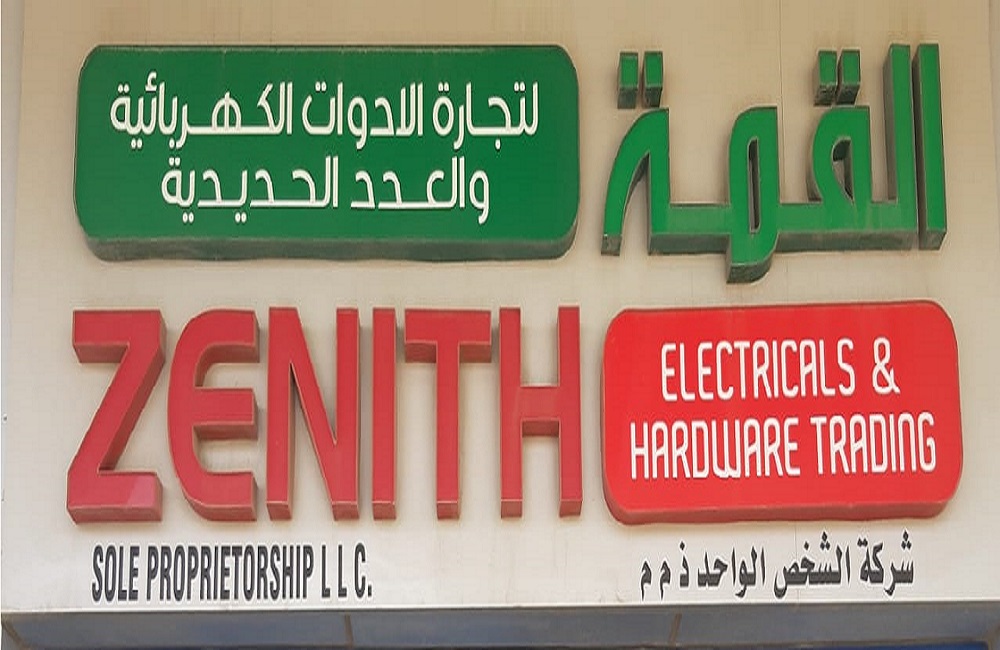 القمة
لتجارة الادوات الكهربائية
والعدد الحديدية
ZENITH
ELECTRICALS &
HARDWARE TRADING
SOLE PROPRIETORSHIP L L C.
شركة الشخص الواحد ذ م م